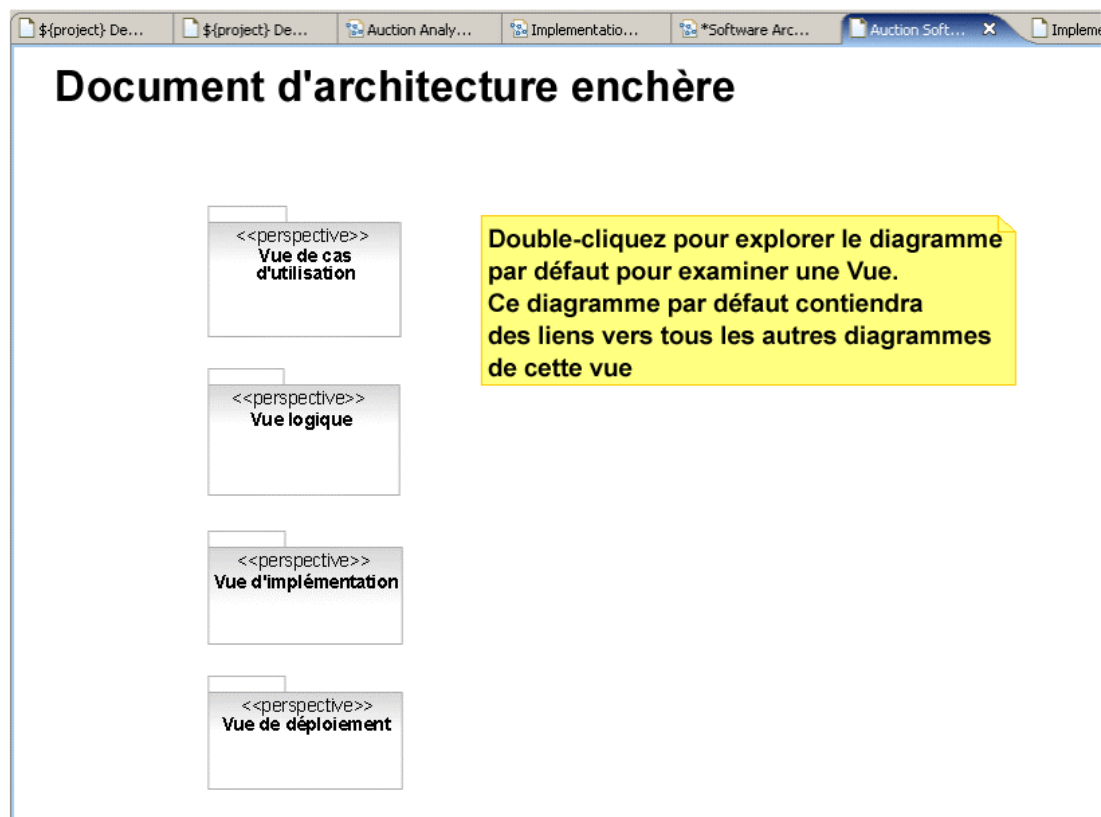 ${project} De... ${project} De... Auction Analy... Implementatio... *Software Arc... Auction Soft... Impleme
Document d'architecture enchère
<<perspective>>
Vue de cas
d'utilisation
Double-cliquez pour explorer le diagramme
par défaut pour examiner une Vue.
Ce diagramme par défaut contiendra
des liens vers tous les autres diagrammes
de cette vue
<<perspective>>
Vue logique
<<perspective>>
Vue d'implémentation
<<perspective>>
Vue de déploiement